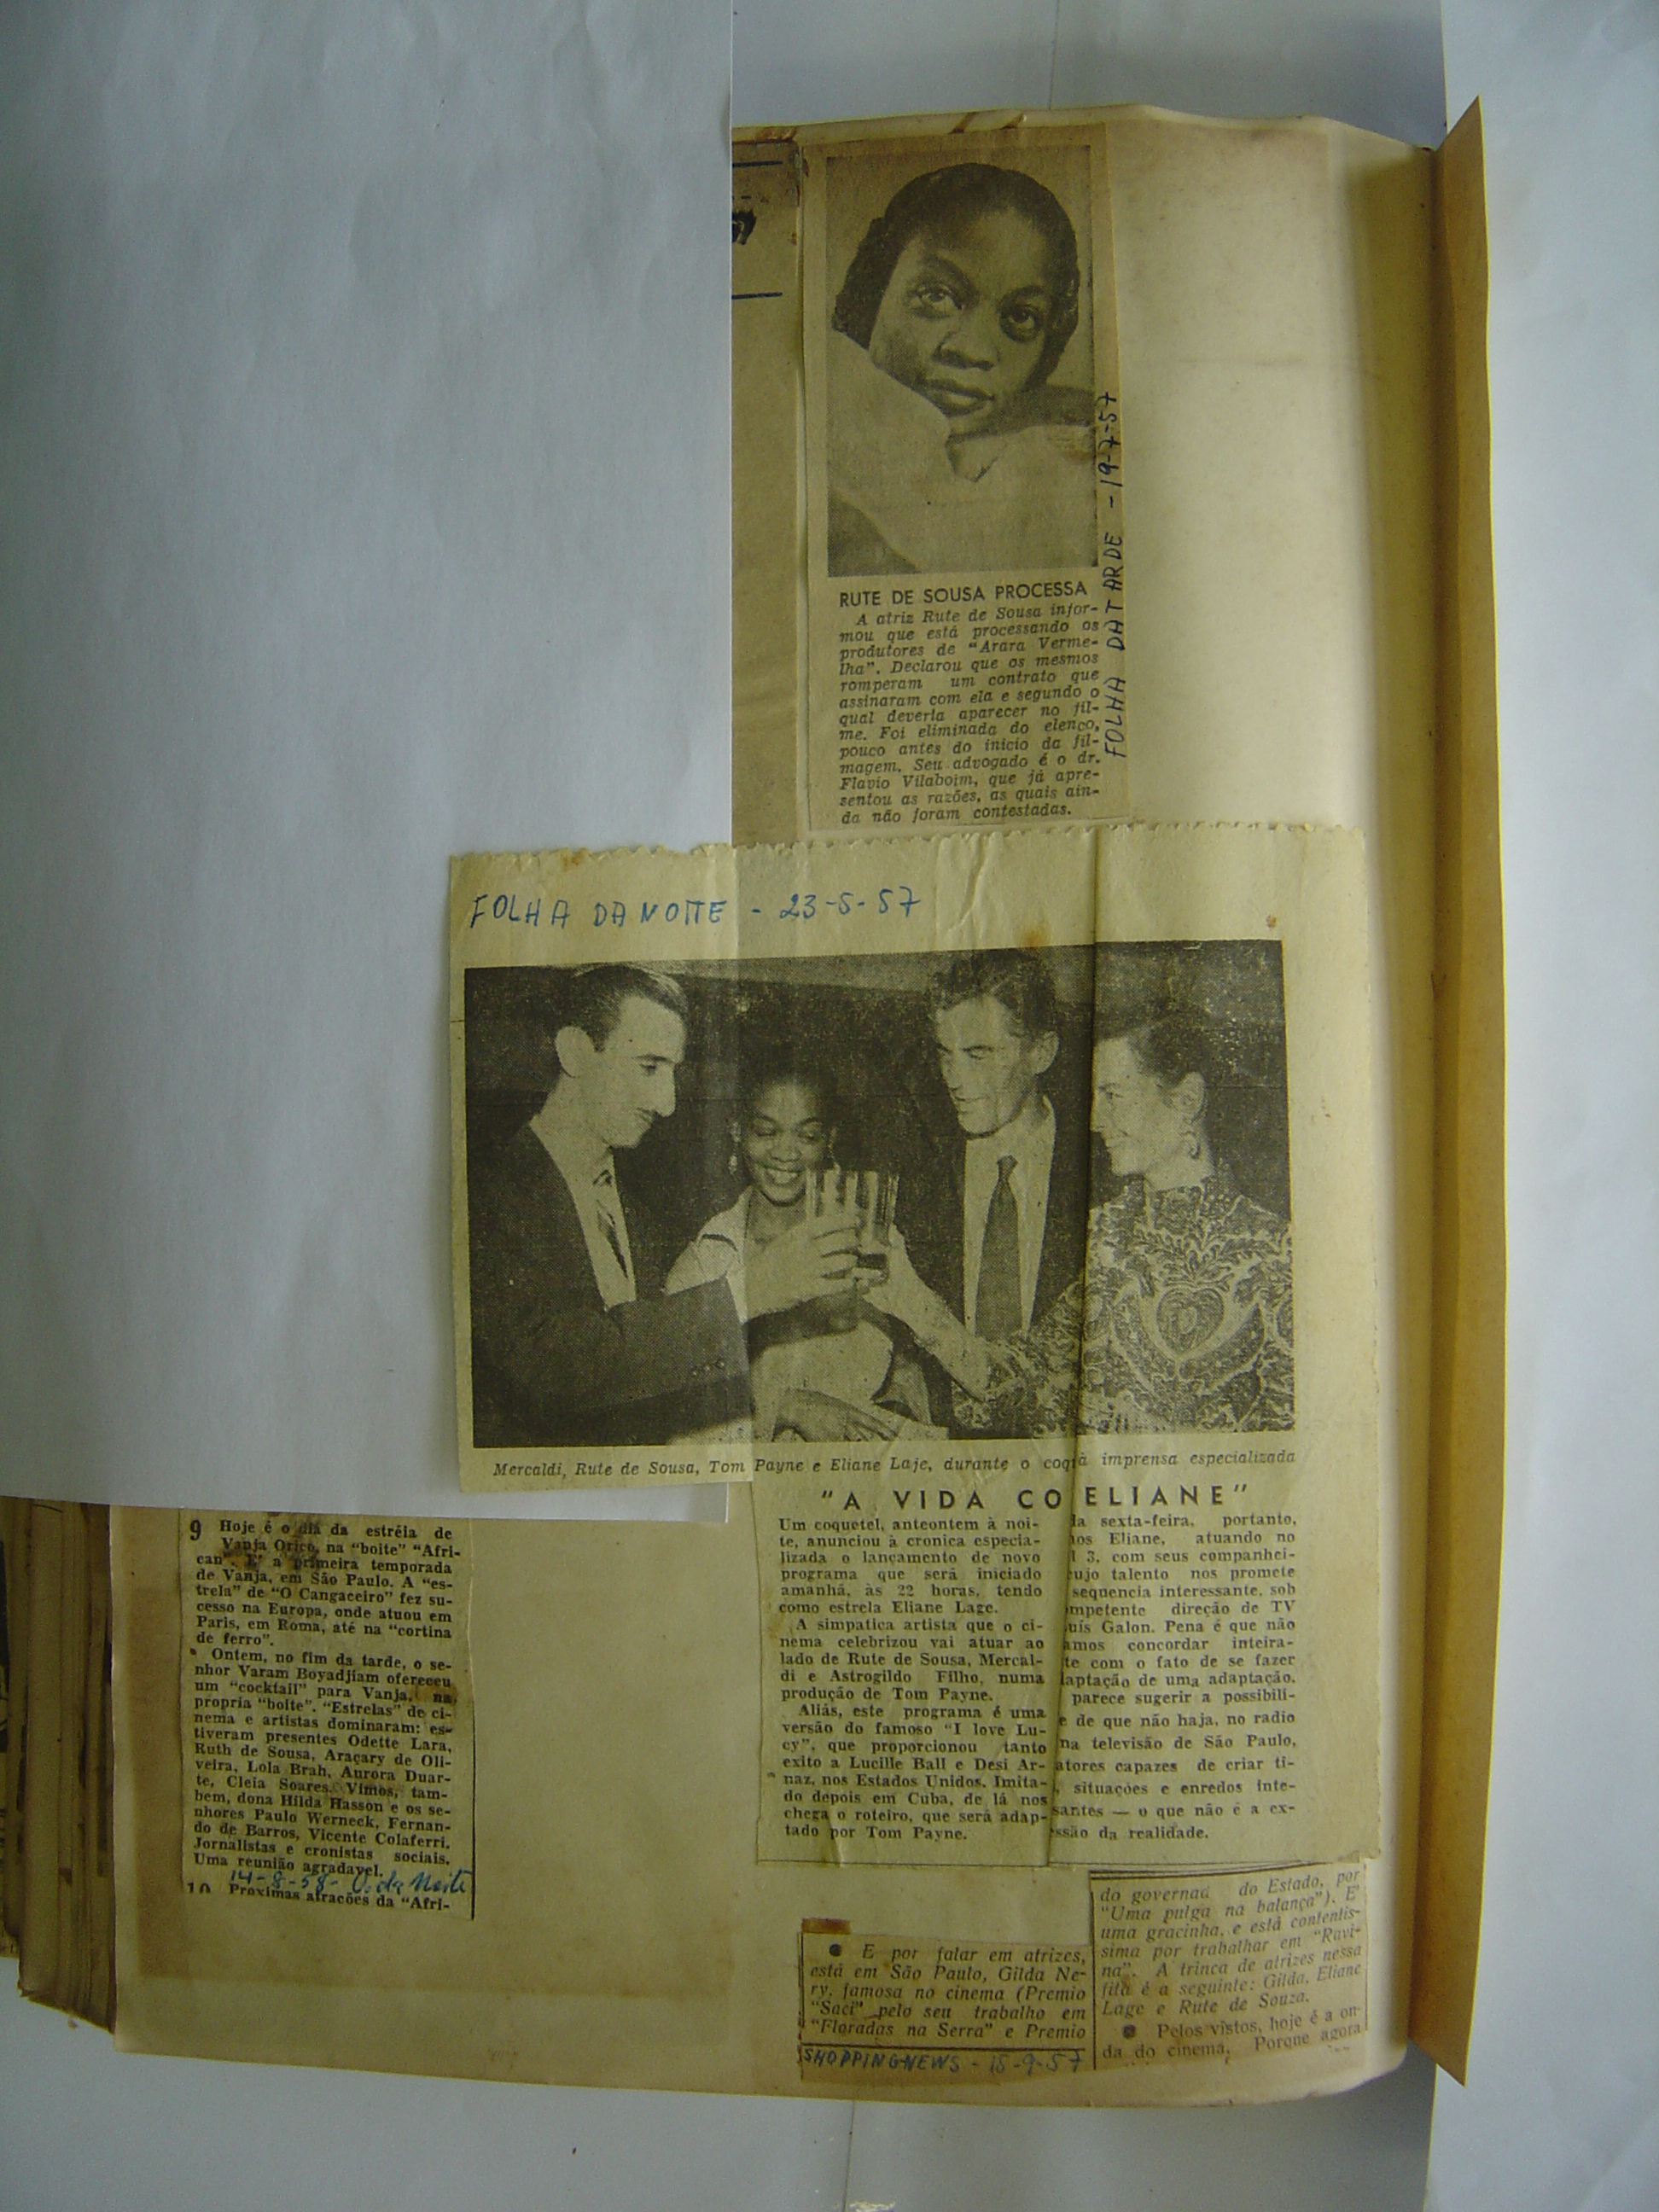 RUTE DE SOUSA PROCESSA
A atriz Rute de Sousa infor-
mou que está processando os
produtores de "Arara Verme-
lha". Declarou que os mesmos
romperam um contrato que
assinaram com ela e segundo o
qual deveria aparecer no fil-
me. Foi eliminada do elenco,
pouco antes do inicio da fil-
magem. Seu advogado é o dr.
Flavio Vilaboim, que já apre-
sentou as razões, as quais ain-
da não foram contestadas.
FOLHA DA TARDE - 19-7-57
FOLHA DA NOITE - 23-5-57
Mercaldi, Rute de Sousa, Tom Payne e Eliane Laje, durante o coq à imprensa especializada
"A VIDA CO ELIANE"
Um coquetel, anteontem à noi-
te, anunciou à cronica especia-
lizada o lançamento de novo
programa que será iniciado
amanhã, às 22 horas, tendo
como estrela Eliane Lage.
A simpatica artista que o ci-
nema celebrizou vai atuar ao
lado de Rute de Sousa, Mercal-
di e Astrogildo Filho, numa
produção de Tom Payne.
Aliás, este programa é uma
versão do famoso "I love Lu-
cy", que proporcionou tanto
exito a Lucille Ball e Desi Ar-
naz, nos Estados Unidos. Imita-
do depois em Cuba, de lá nos
chega o roteiro, que será adap-
tado por Tom Payne.
la sexta-feira, portanto,
nos Eliane, atuando no
l 3, com seus companhei-
cujo talento nos promete
sequencia interessante, sob
mpetente direção de TV
uis Galon. Pena é que não
amos concordar inteira-
te com o fato de se fazer
laptação de uma adaptação.
parece sugerir a possibili-
e de que não haja, no radio
na televisão de São Paulo,
atores capazes de criar ti-
, situações e enredos inte-
santes — o que não é a ex-
ssão da realidade.
9 Hoje é o dia da estréia de
Vanja Orico, na "boite" "Afri-
can". E' a primeira temporada
de Vanja, em São Paulo. A "es-
trela" de "O Cangaceiro" fez su-
cesso na Europa, onde atuou em
Paris, em Roma, até na "cortina
de ferro".
Ontem, no fim da tarde, o se-
nhor Varam Boyadjiam ofereceu
um "cocktail" para Vanja, na
propria "boite". "Estrelas" de ci-
nema e artistas dominaram: es-
tiveram presentes Odette Lara,
Ruth de Sousa, Araçary de Oli-
veira, Lola Brah, Aurora Duar-
te, Cleia Soares. Vimos, tam-
bem, dona Hilda Hasson e os se-
nhores Paulo Werneck, Fernan-
do de Barros, Vicente Colaferri.
Jornalistas e cronistas sociais.
Uma reunião agradavel.
14-8-58- O. da Noite
10 Proximas atrações da "Afri-
● E por falar em atrizes,
está em São Paulo, Gilda Ne-
ry, famosa no cinema (Premio
"Saci" pelo seu trabalho em
"Floradas na Serra" e Premio
SHOPPING NEWS - 15-9-57
do governad do Estado, por
"Uma pulga na balança"). E'
uma gracinha, e está contentis-
sima por trabalhar em "Ravi-
na". A trinca de atrizes nessa
fita é a seguinte: Gilda, Eliane
Lage e Rute de Souza.
● Pelos vistos, hoje é a on-
da do cinema. Porque agora